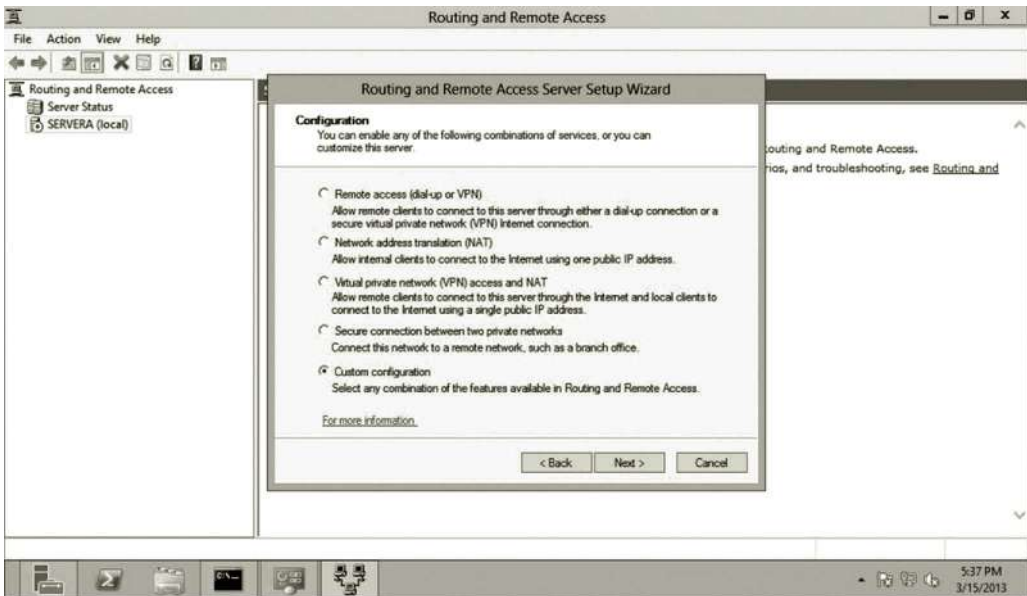 Routing and Remote Access
File Action View Help
Routing and Remote Access
Server Status
SERVERA (local)
Routing and Remote Access Server Setup Wizard
Configuration
You can enable any of the following combinations of services, or you can
customize this server.
Remote access (dial-up or VPN)
Allow remote clients to connect to this server through either a dial-up connection or a
secure virtual private network (VPN) Internet connection.
Network address translation (NAT)
Allow internal clients to connect to the Internet using one public IP address.
Virtual private network (VPN) access and NAT
Allow remote clients to connect to this server through the Internet and local clients to
connect to the Internet using a single public IP address.
Secure connection between two private networks
Connect this network to a remote network, such as a branch office.
Custom configuration
Select any combination of the features available in Routing and Remote Access.
For more information
< Back Next > Cancel
outing and Remote Access.
rios, and troubleshooting, see Routing and
5:37 PM
3/15/2013